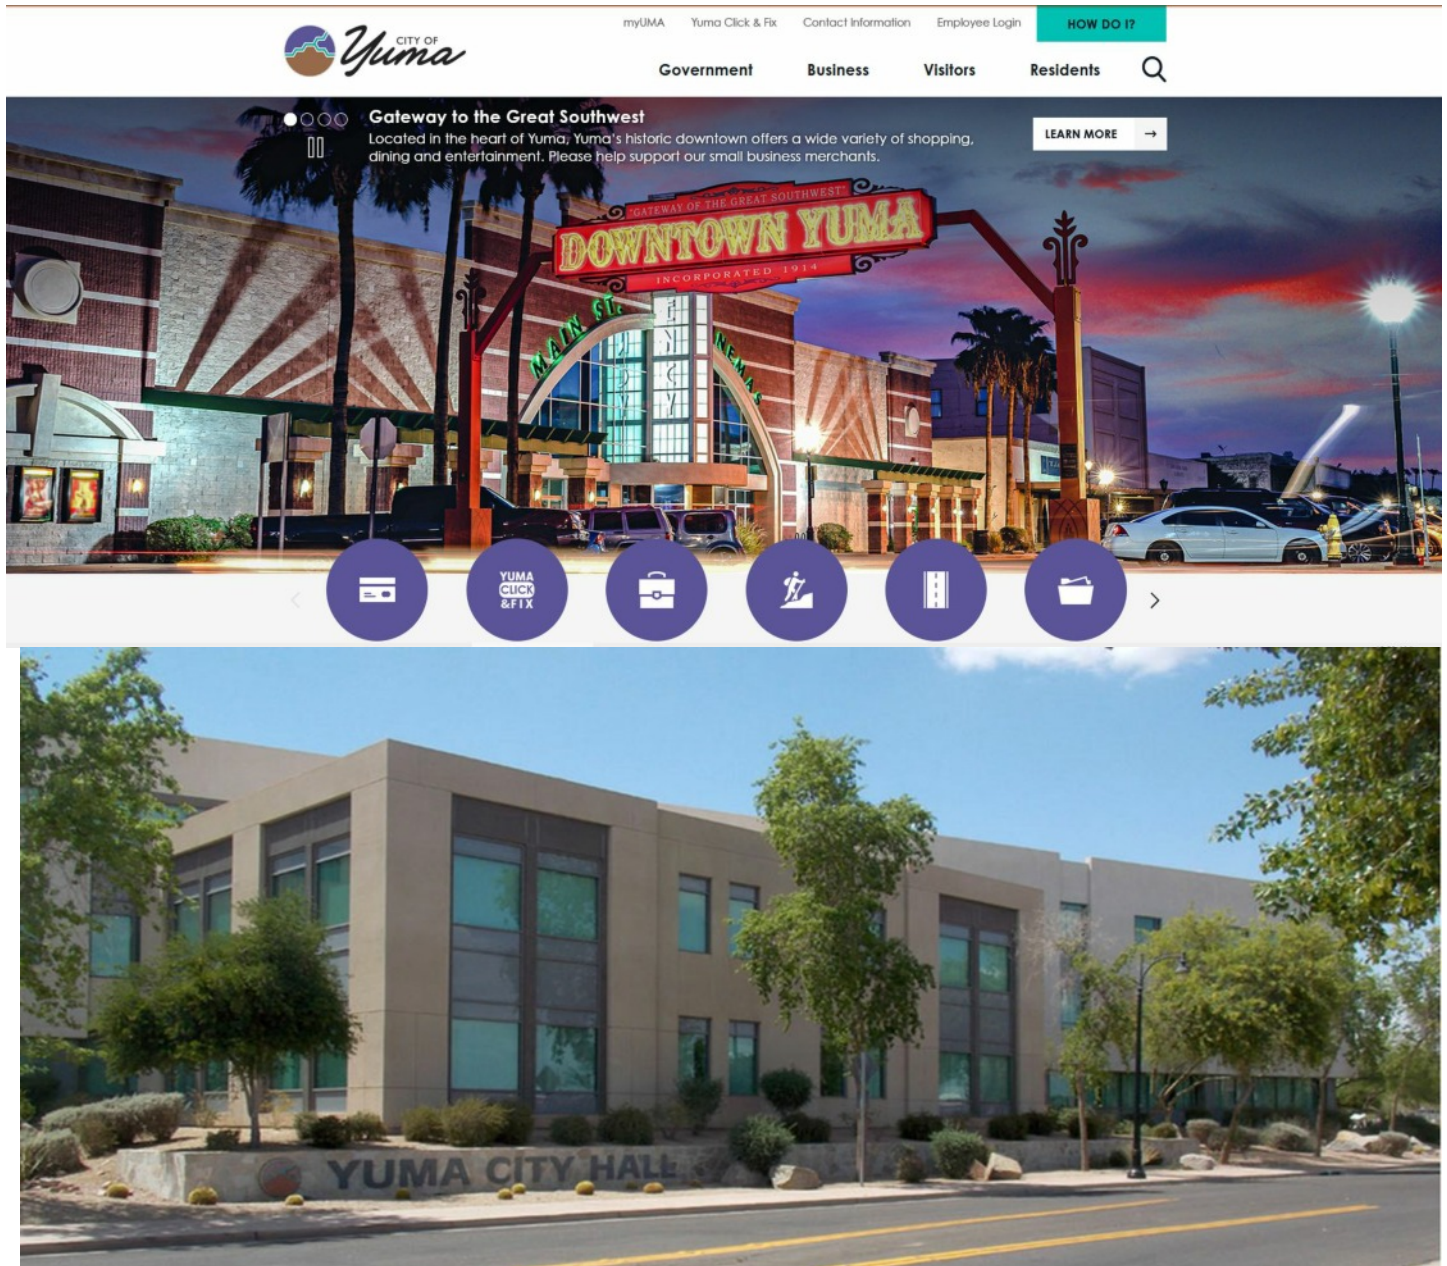 myUMA Yuma Click & Fix Contact Information Employee Login HOW DO I?
CITY OF
Yuma
Government Business Visitors Residents
Gateway to the Great Southwest
Located in the heart of Yuma, Yuma's historic downtown offers a wide variety of shopping,
dining and entertainment. Please help support our small business merchants.
LEARN MORE →
"GATEWAY OF THE GREAT SOUTHWEST"
DOWNTOWN YUMA
INCORPORATED 1914
MAIN ST.
YUMA
CLICK
&FIX
YUMA CITY HALL